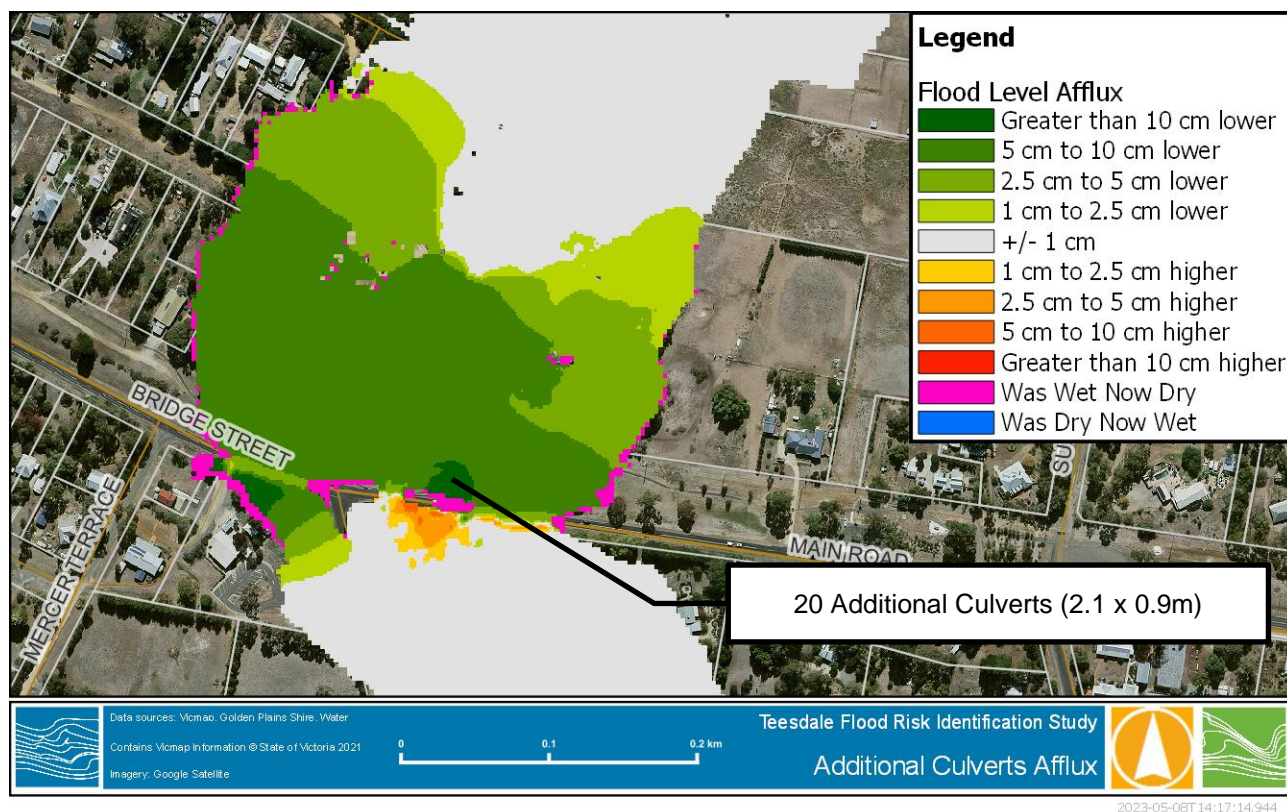 Legend
Flood Level Afflux
Greater than 10 cm lower
5 cm to 10 cm lower
2.5 cm to 5 cm lower
1 cm to 2.5 cm lower
+/- 1 cm
1 cm to 2.5 cm higher
2.5 cm to 5 cm higher
5 cm to 10 cm higher
Greater than 10 cm higher
Was Wet Now Dry
Was Dry Now Wet
BRIDGE STREET
MERCER TERRACE
MAIN ROAD
SU
20 Additional Culverts (2.1 x 0.9m)
Data sources: Vicmap, Golden Plains Shire, Water
Contains Vicmap Information © State of Victoria 2021
Imagery: Google Satellite
0 0.1 0.2 km
Teesdale Flood Risk Identification Study
Additional Culverts Afflux
2023-05-08T14:17:14.944